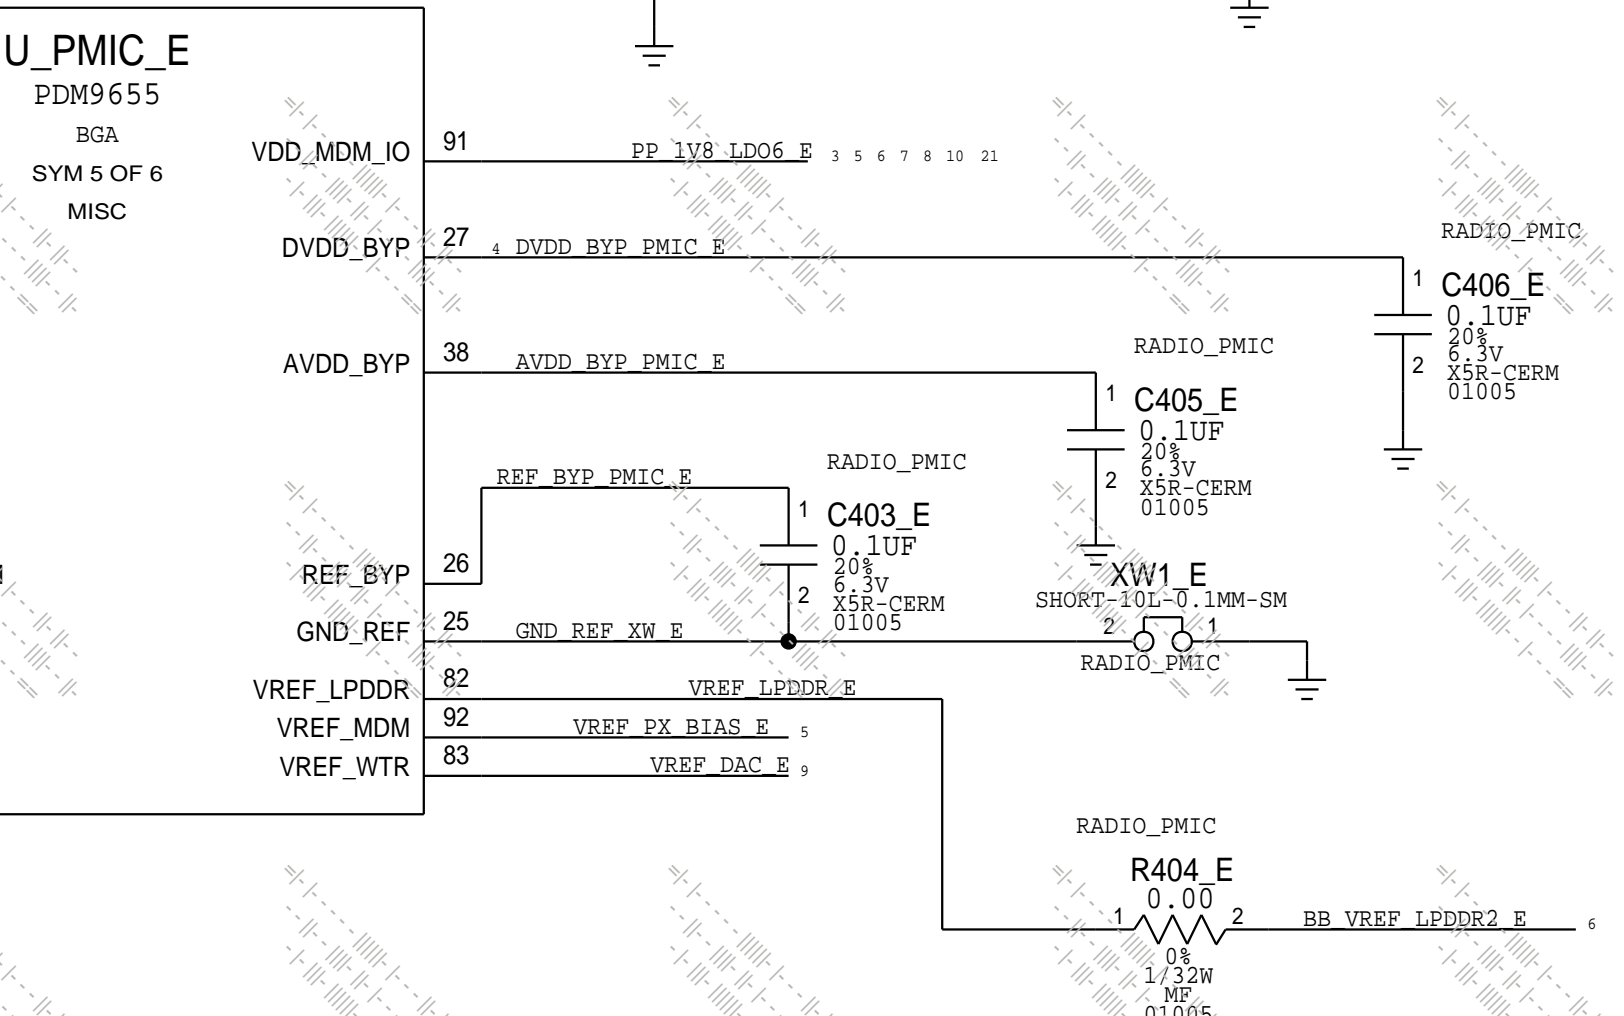 U_PMIC_E
PDM9655
BGA
SYM 5 OF 6
MISC
VDD_MDM_IO 91 PP_1V8_LDO6_E 3 5 6 7 8 10 21
DVDD_BYP 27 4 DVDD_BYP_PMIC_E
RADIO_PMIC
1 C406_E
0.1UF
20%
6.3V
2 X5R-CERM
01005
AVDD_BYP 38 AVDD_BYP_PMIC_E
RADIO_PMIC
1 C405_E
0.1UF
20%
6.3V
2 X5R-CERM
01005
REF_BYP_PMIC_E
RADIO_PMIC
1 C403_E
0.1UF
20%
6.3V
2 X5R-CERM
01005
REF_BYP 26
XW1_E
SHORT-10L-0.1MM-SM
GND_REF 25 GND_REF_XW_E 2 1
RADIO_PMIC
VREF_LPDDR 82 VREF_LPDDR_E
VREF_MDM 92 VREF_PX_BIAS_E 5
VREF_WTR 83 VREF_DAC_E 9
RADIO_PMIC
R404_E
0.00
1 2 BB_VREF_LPDDR2_E 6
0%
1/32W
MF
01005